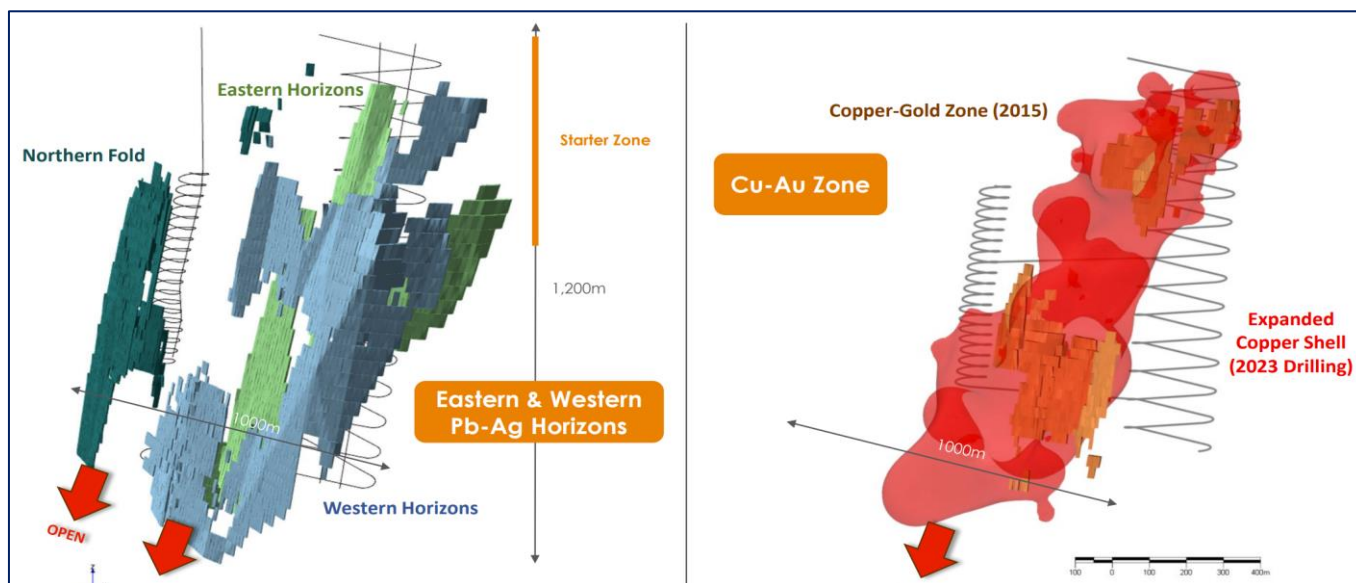 Eastern Horizons
Northern Fold
Starter Zone
1,200m
1000m
Eastern & Western
Pb-Ag Horizons
Western Horizons
OPEN
z
Copper-Gold Zone (2015)
Cu-Au Zone
Expanded
Copper Shell
(2023 Drilling)
1000m
100 0 100 200 300 400m